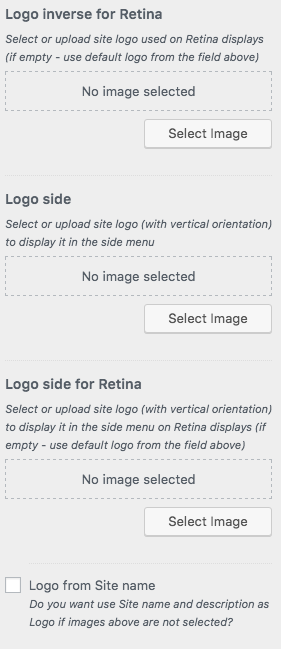 Logo inverse for Retina
Select or upload site logo used on Retina displays
(if empty - use default logo from the field above)
No image selected
Select Image
Logo side
Select or upload site logo (with vertical orientation)
to display it in the side menu
No image selected
Select Image
Logo side for Retina
Select or upload site logo (with vertical orientation)
to display it in the side menu on Retina displays (if
empty - use default logo from the field above)
No image selected
Select Image
Logo from Site name
Do you want use Site name and description as
Logo if images above are not selected?